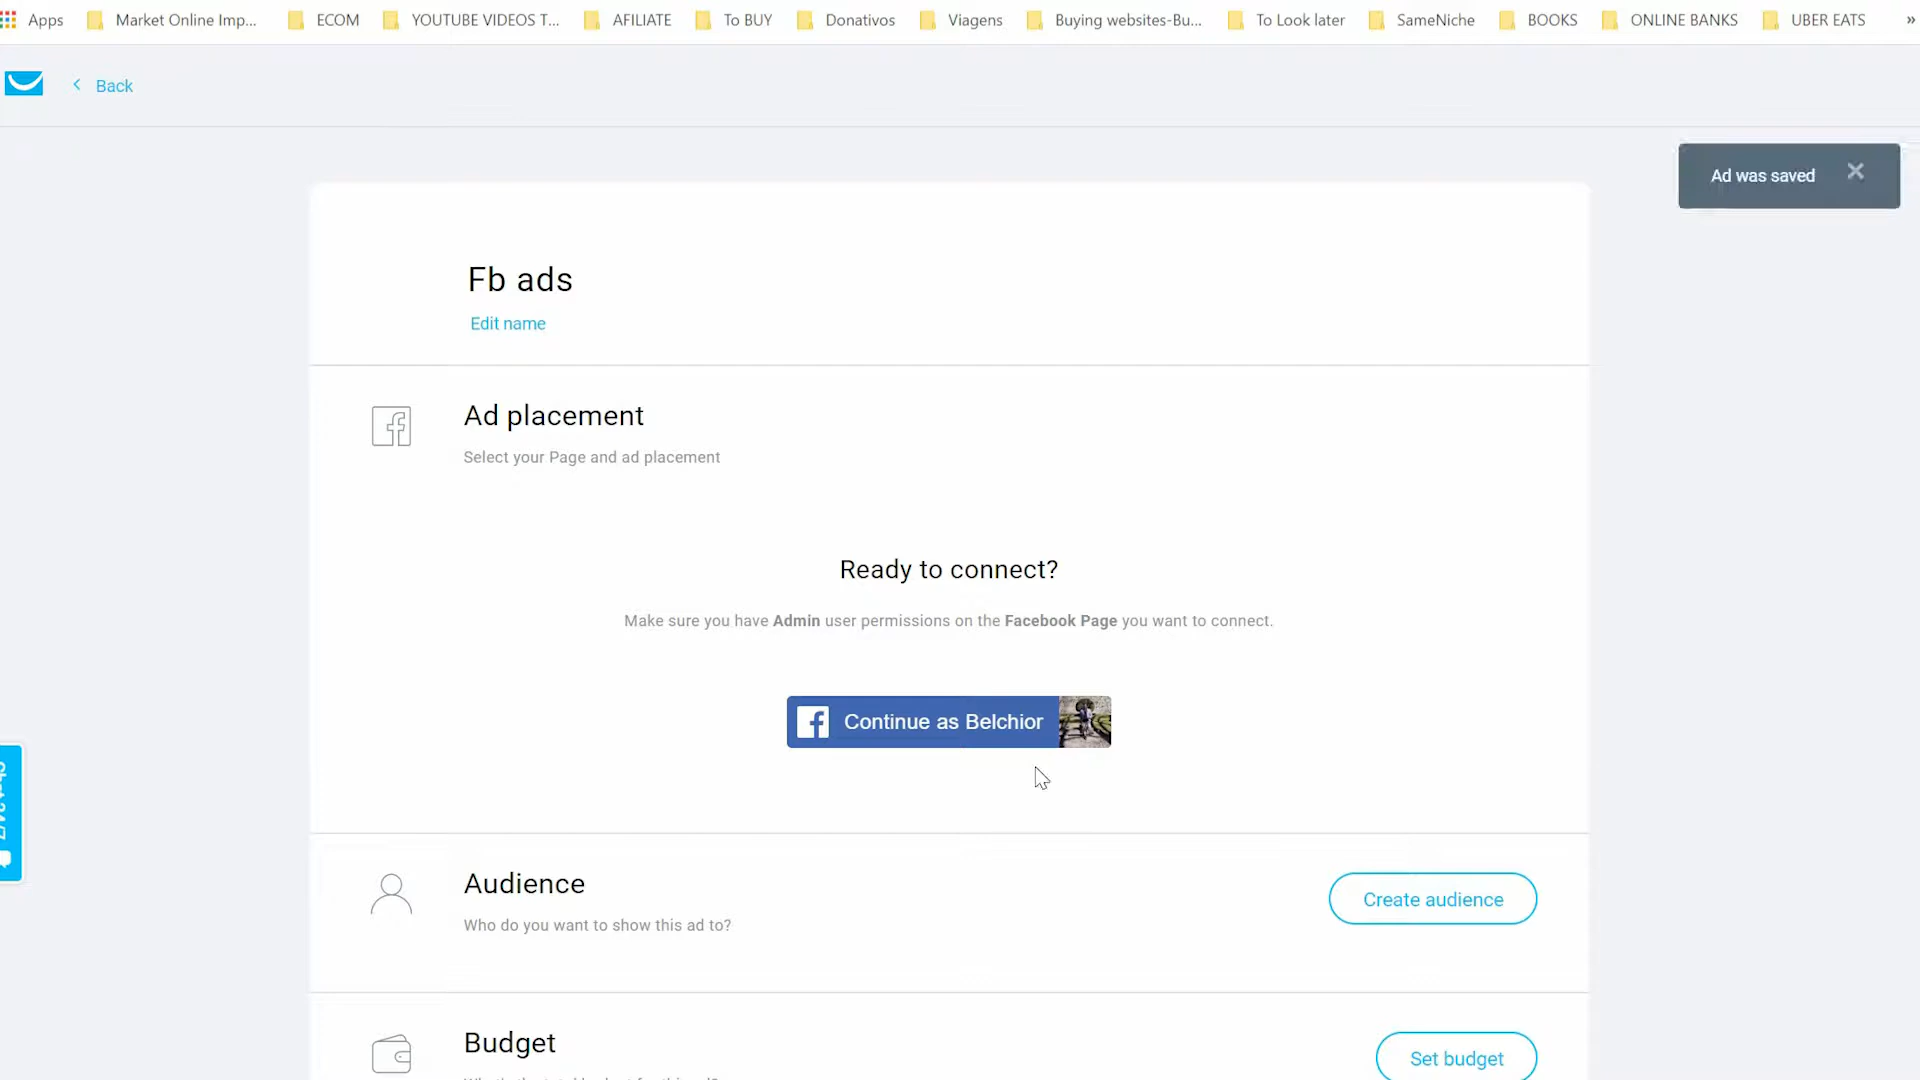 Apps Market Online Imp... ECOM YOUTUBE VIDEOS T... AFILIATE To BUY Donativos Viagens Buying websites-Bu... To Look later SameNiche BOOKS ONLINE BANKS UBER EATS »
Back
Ad was saved
Fb ads
Edit name
Ad placement
Select your Page and ad placement
Ready to connect?
Make sure you have Admin user permissions on the Facebook Page you want to connect.
Continue as Belchior
Audience
Who do you want to show this ad to?
Create audience
Budget
Set budget